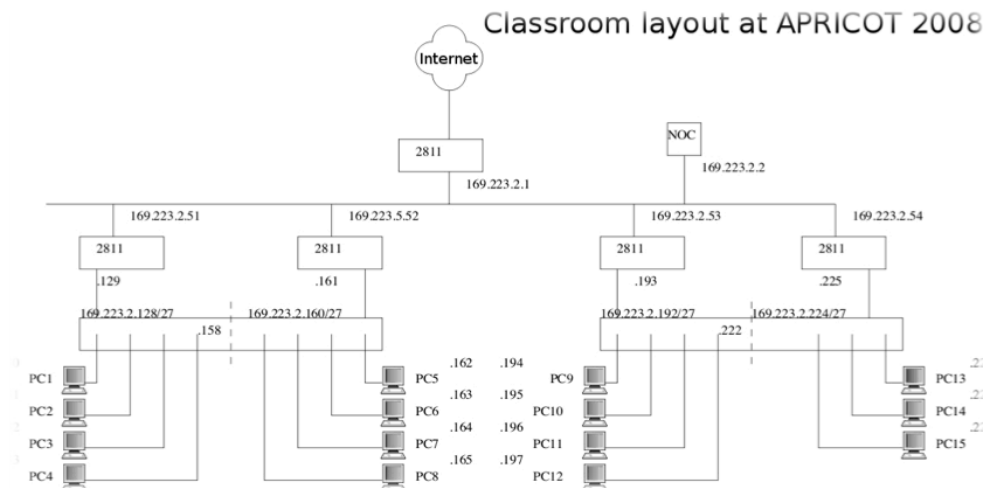 Classroom layout at APRICOT 2008
Internet
NOC
2811
169.223.2.2
169.223.2.1
169.223.2.51
169.223.5.52
169.223.2.53
169.223.2.54
2811
2811
2811
2811
.129
.161
.193
.225
169.223.2.128/27
169.223.2.160/27
169.223.2.192/27
169.223.2.224/27
.158
.222
PC1
PC5
.162
.194
PC9
PC13
PC2
PC6
.163
.195
PC10
PC14
PC3
PC7
.164
.196
PC11
PC15
PC4
PC8
.165
.197
PC12